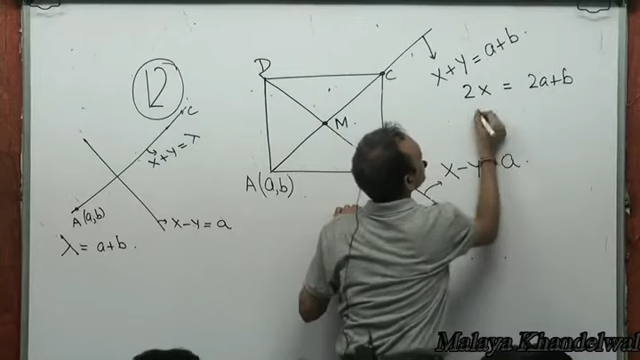 12
C
X+Y=λ
A(a,b)
X-Y=a
λ = a+b.
D
C
M
A(a,b)
X+Y=a+b.
2x = 2a+b
X-Y=a.
Malaya Khandelwal